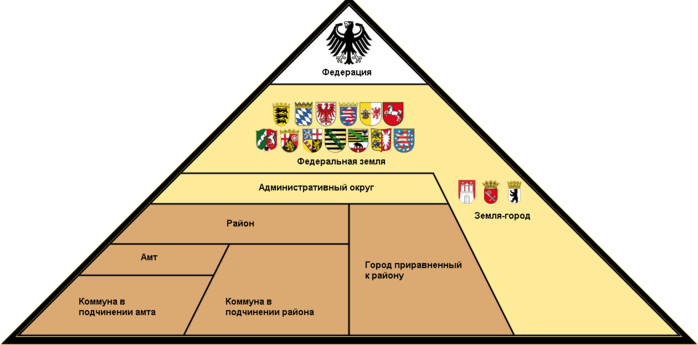 Федерация
Федеральная земля
Административный округ
Земля-город
Район
Амт
Город приравненный
к району
Коммуна в
подчинении амта
Коммуна в
подчинении района